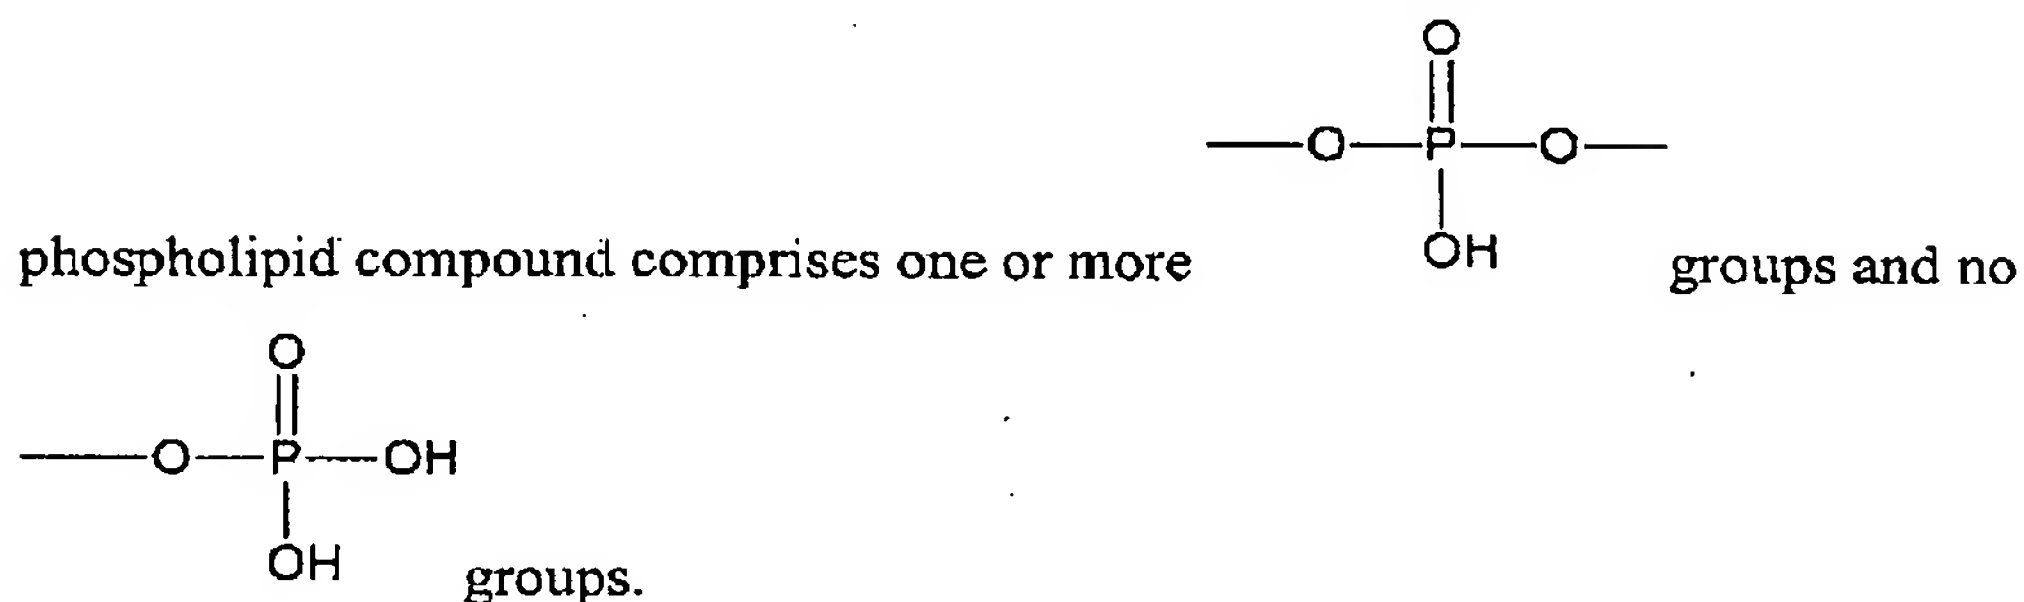 O
O P O
OH
phospholipid compound comprises one or more groups and no
O
O P OH
OH
groups.